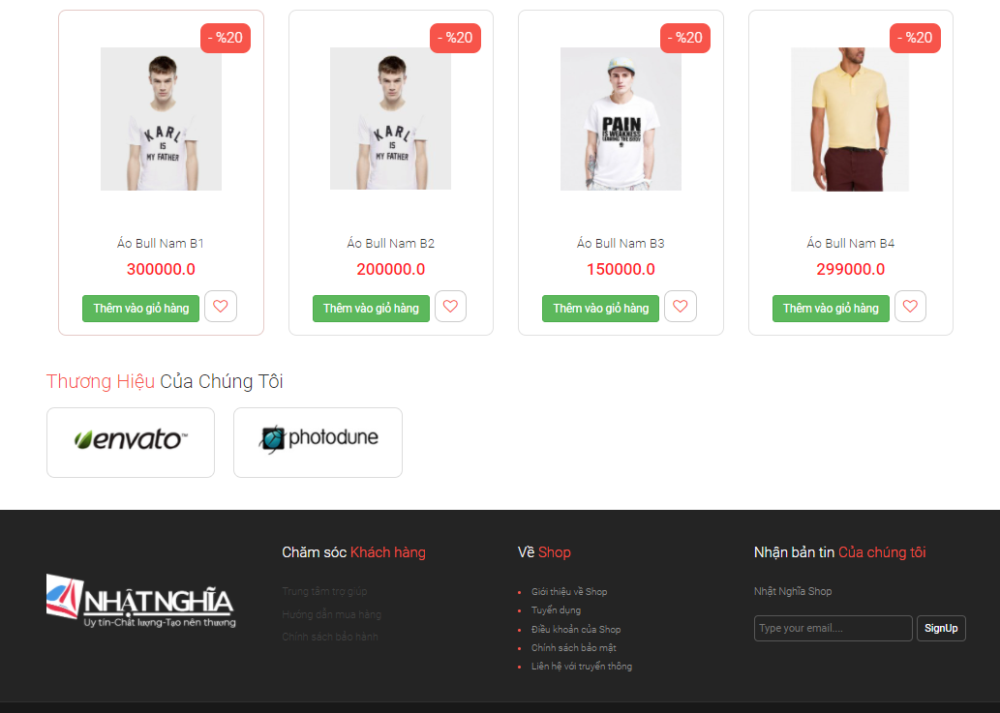 - %20
- %20
- %20
- %20
KARL
IS
MY FATHER
KARL
IS
MY FATHER
PAIN
IS WEAKNESS
LEAVING THE BODY
Áo Bull Nam B1
Áo Bull Nam B2
Áo Bull Nam B3
Áo Bull Nam B4
300000.0
200000.0
150000.0
299000.0
Thêm vào giỏ hàng
Thêm vào giỏ hàng
Thêm vào giỏ hàng
Thêm vào giỏ hàng
Thương Hiệu Của Chúng Tôi
envato™
photodune
Chăm sóc Khách hàng
Về Shop
Nhận bản tin Của chúng tôi
NHẬT NGHĨA
Uy tín-Chất lượng-Tạo nên thương
Trung tâm trợ giúp
Hướng dẫn mua hàng
Chính sách bảo hành
Giới thiệu về Shop
Tuyển dụng
Điều khoản của Shop
Chính sách bảo mật
Liên hệ với truyền thông
Nhật Nghĩa Shop
Type your email....
SignUp